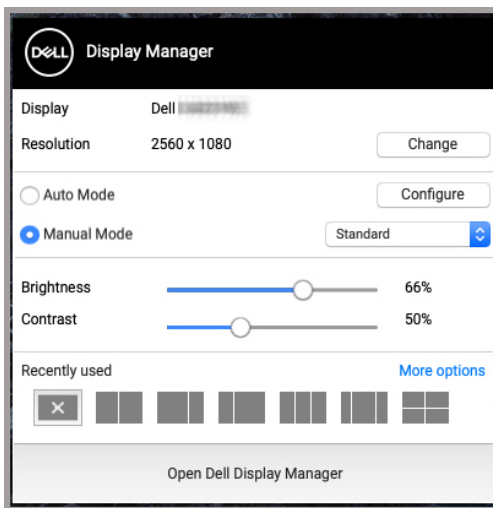 DELL Display Manager
Display Dell
Resolution 2560 x 1080 Change
Auto Mode Configure
Manual Mode Standard
Brightness 66%
Contrast 50%
Recently used More options
Open Dell Display Manager